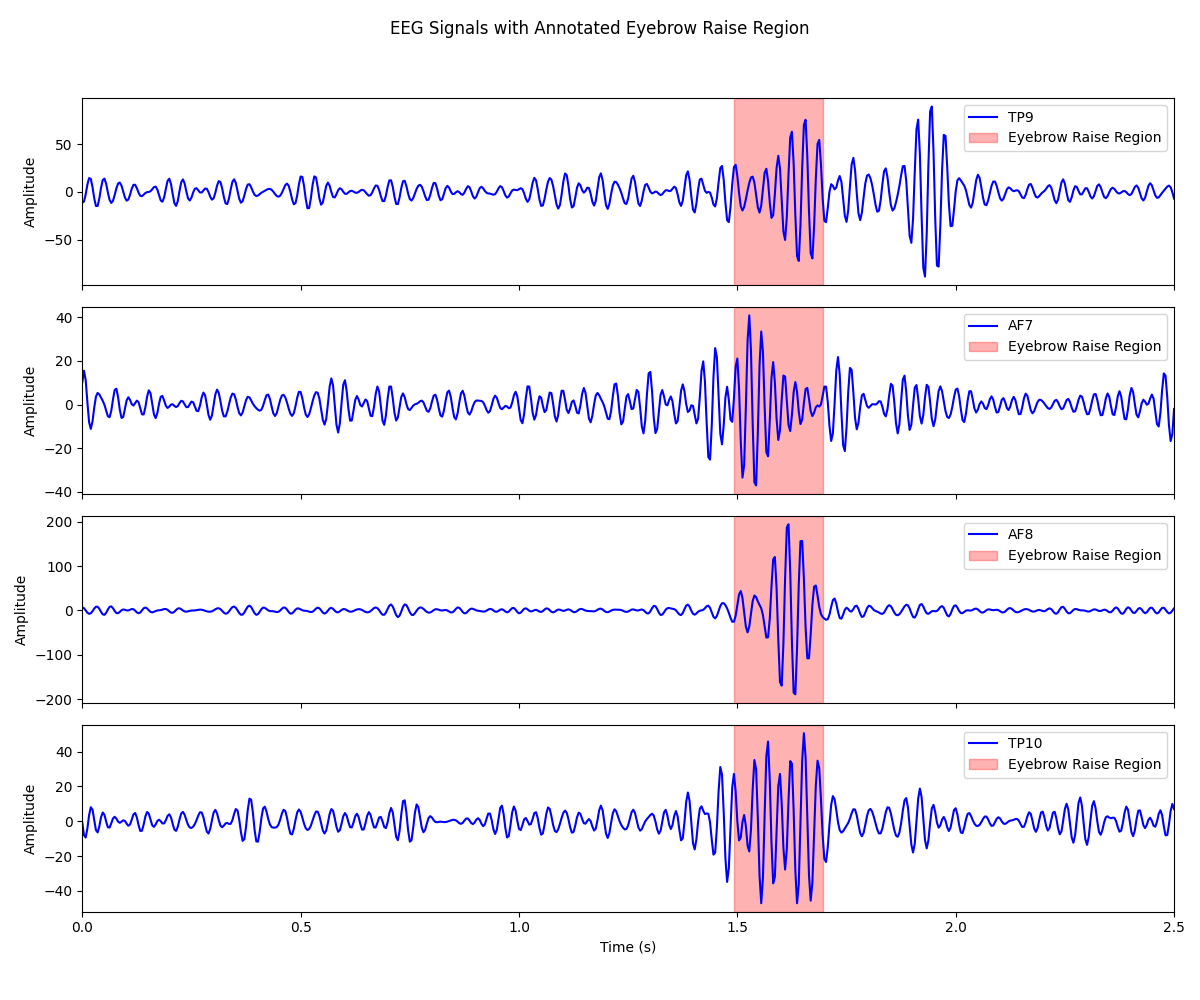 EEG Signals with Annotated Eyebrow Raise Region
50
0
−50
Amplitude
TP9
Eyebrow Raise Region
40
20
0
−20
−40
Amplitude
AF7
Eyebrow Raise Region
200
100
0
−100
−200
Amplitude
AF8
Eyebrow Raise Region
40
20
0
−20
−40
Amplitude
TP10
Eyebrow Raise Region
0.0 0.5 1.0 1.5 2.0 2.5
Time (s)